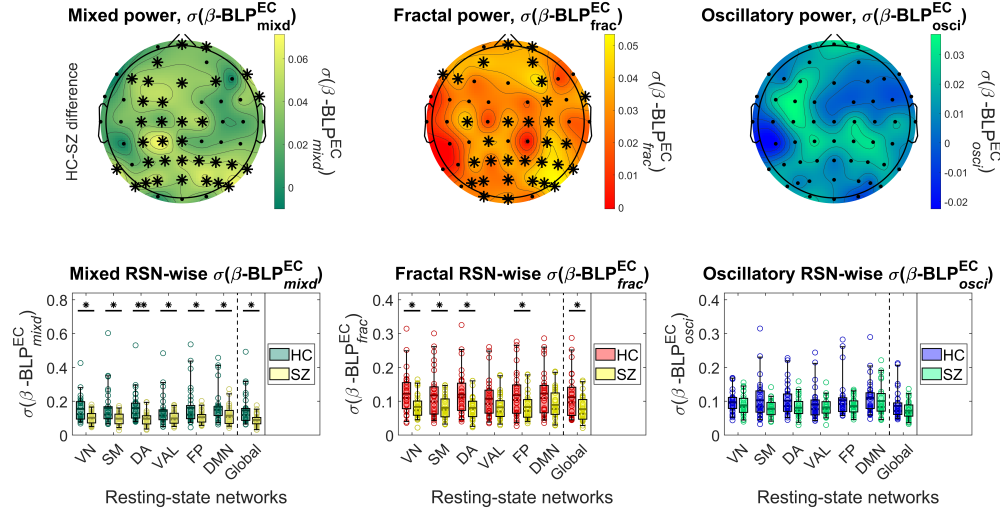 Mixed power, σ(β-BLP^EC_mixd)
Fractal power, σ(β-BLP^EC_frac)
Oscillatory power, σ(β-BLP^EC_osci)
HC-SZ difference
0.06
0.04
0.02
0
σ(β -BLP^EC_mixd)
0.05
0.04
0.03
0.02
0.01
0
σ(β -BLP^EC_frac)
0.03
0.02
0.01
0
-0.01
-0.02
σ(β -BLP^EC_osci)
Mixed RSN-wise σ(β-BLP^EC_mixd)
σ(β -BLP^EC_mixd)
0.8
0.6
0.4
0.2
0
* * ** * * * *
HC
SZ
VN SM DA VAL FP DMN Global
Resting-state networks
Fractal RSN-wise σ(β-BLP^EC_frac)
σ(β -BLP^EC_frac)
0.4
0.3
0.2
0.1
0
* * * * *
HC
SZ
VN SM DA VAL FP DMN Global
Resting-state networks
Oscillatory RSN-wise σ(β-BLP^EC_osci)
σ(β -BLP^EC_osci)
0.4
0.3
0.2
0.1
0
HC
SZ
VN SM DA VAL FP DMN Global
Resting-state networks